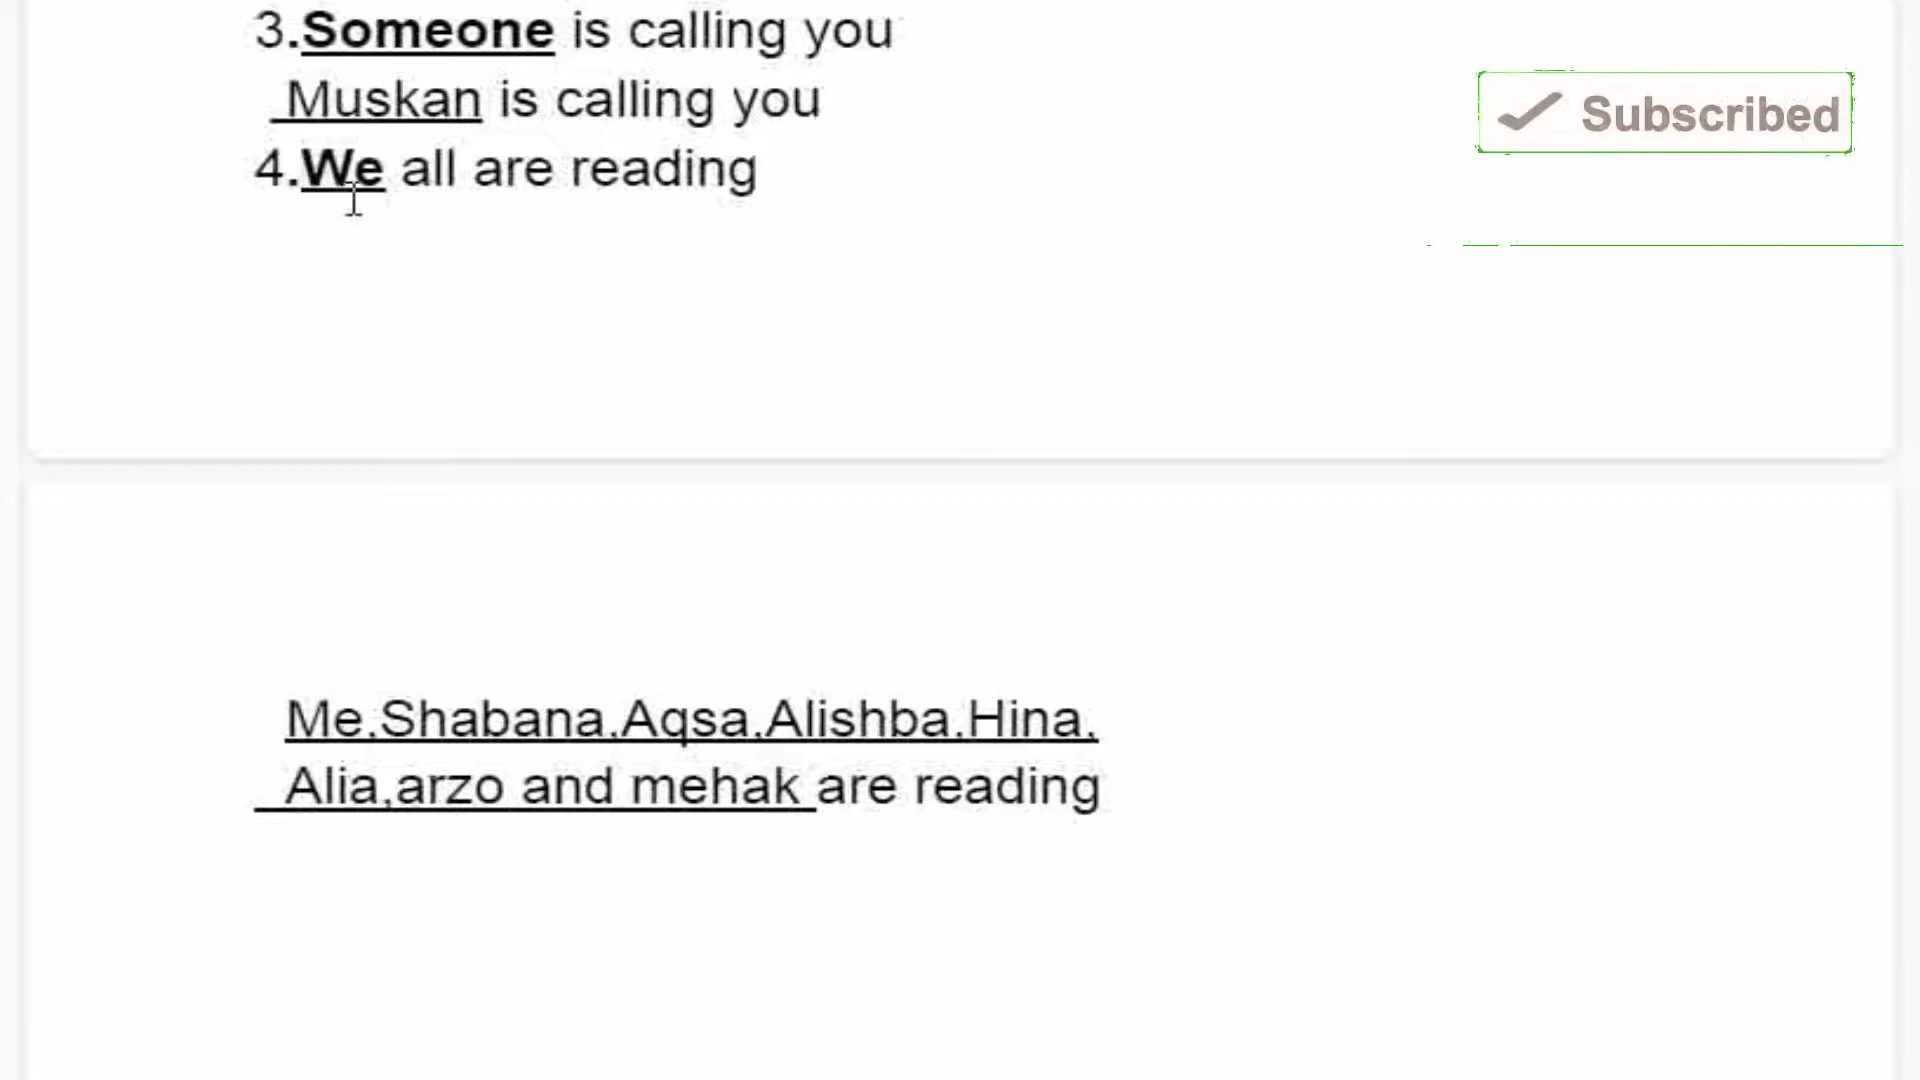 3.Someone is calling you
Muskan is calling you
Subscribed
4.We all are reading
Me,Shabana,Aqsa,Alishba,Hina,
Alia,arzo and mehak are reading